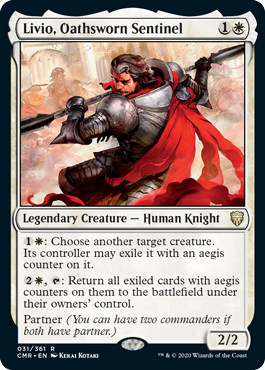 Livio, Oathsworn Sentinel 1
Legendary Creature — Human Knight
1 : Choose another target creature.
Its controller may exile it with an aegis
counter on it.
2 , : Return all exiled cards with aegis
counters on them to the battlefield under
their owners' control.
Partner (You can have two commanders if
both have partner.)
2/2
031/361 R
CMR • EN KEKAI KOTAKI
™ & © 2020 Wizards of the Coast